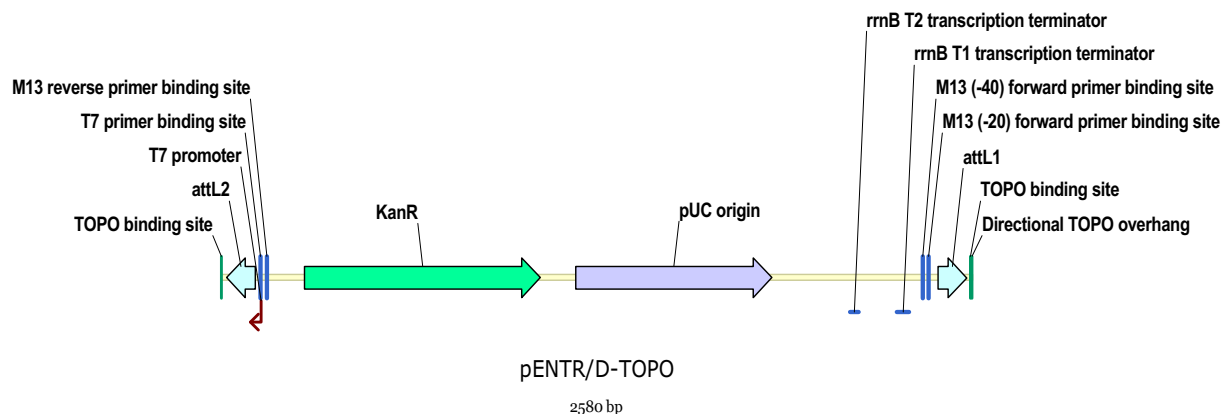 rrnB T2 transcription terminator
rrnB T1 transcription terminator
M13 reverse primer binding site
M13 (-40) forward primer binding site
T7 primer binding site
M13 (-20) forward primer binding site
T7 promoter
attL1
attL2
TOPO binding site
KanR
pUC origin
TOPO binding site
Directional TOPO overhang
pENTR/D-TOPO
2580 bp